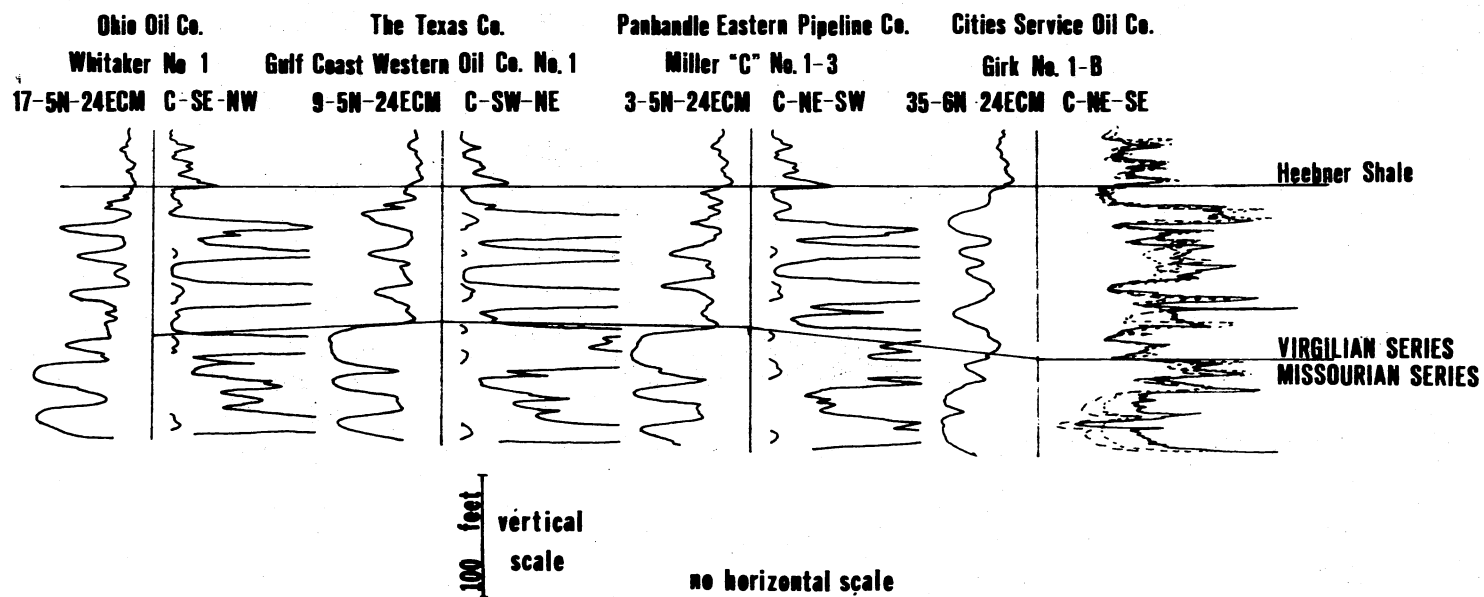 Ohio Oil Co.
Whitaker No 1
17-5N-24ECM C-SE-NW
The Texas Co.
Gulf Coast Western Oil Co. No. 1
9-5N-24ECM C-SW-NE
Panhandle Eastern Pipeline Co.
Miller "C" No. 1-3
3-5N-24ECM C-NE-SW
Cities Service Oil Co.
Girk No. 1-B
35-6N 24ECM C-NE-SE
Heebner Shale
VIRGILIAN SERIES
MISSOURIAN SERIES
100 feet
vertical
scale
no horizontal scale